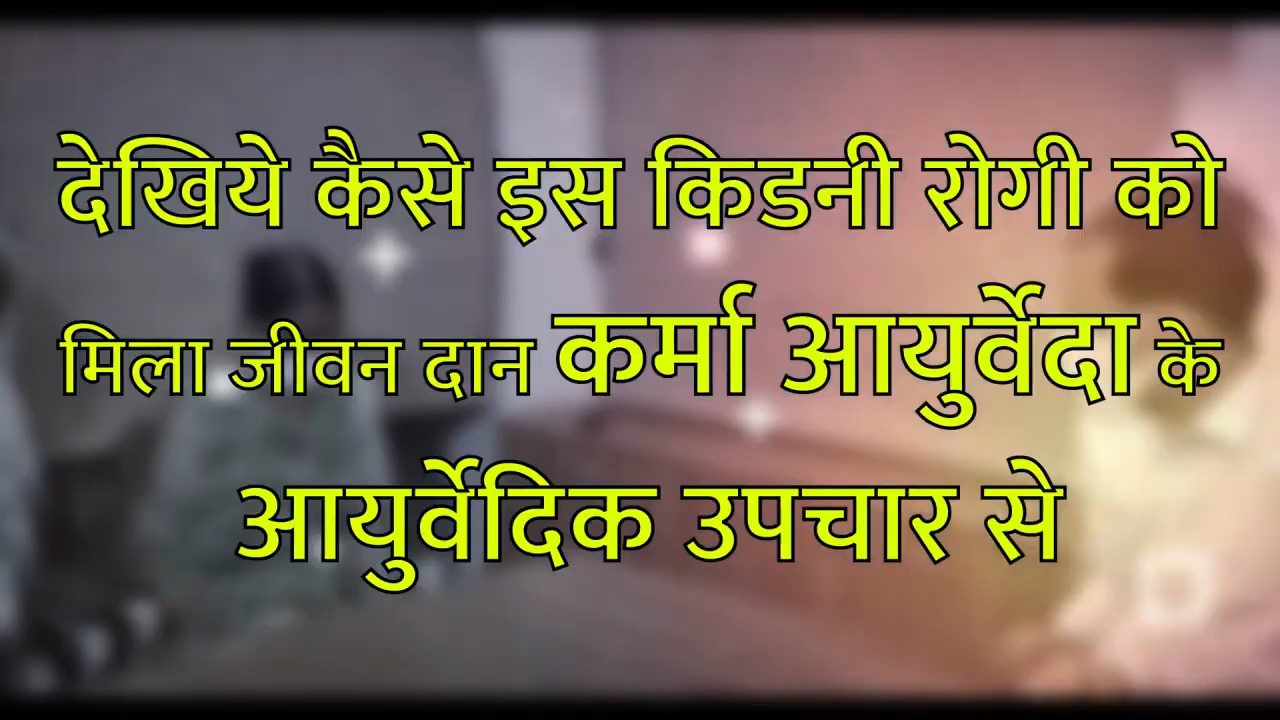 देखिये कैसे इस किडनी रोगी को
मिला जीवन दान कर्मा आयुर्वेदा के
आयुर्वेदिक उपचार से